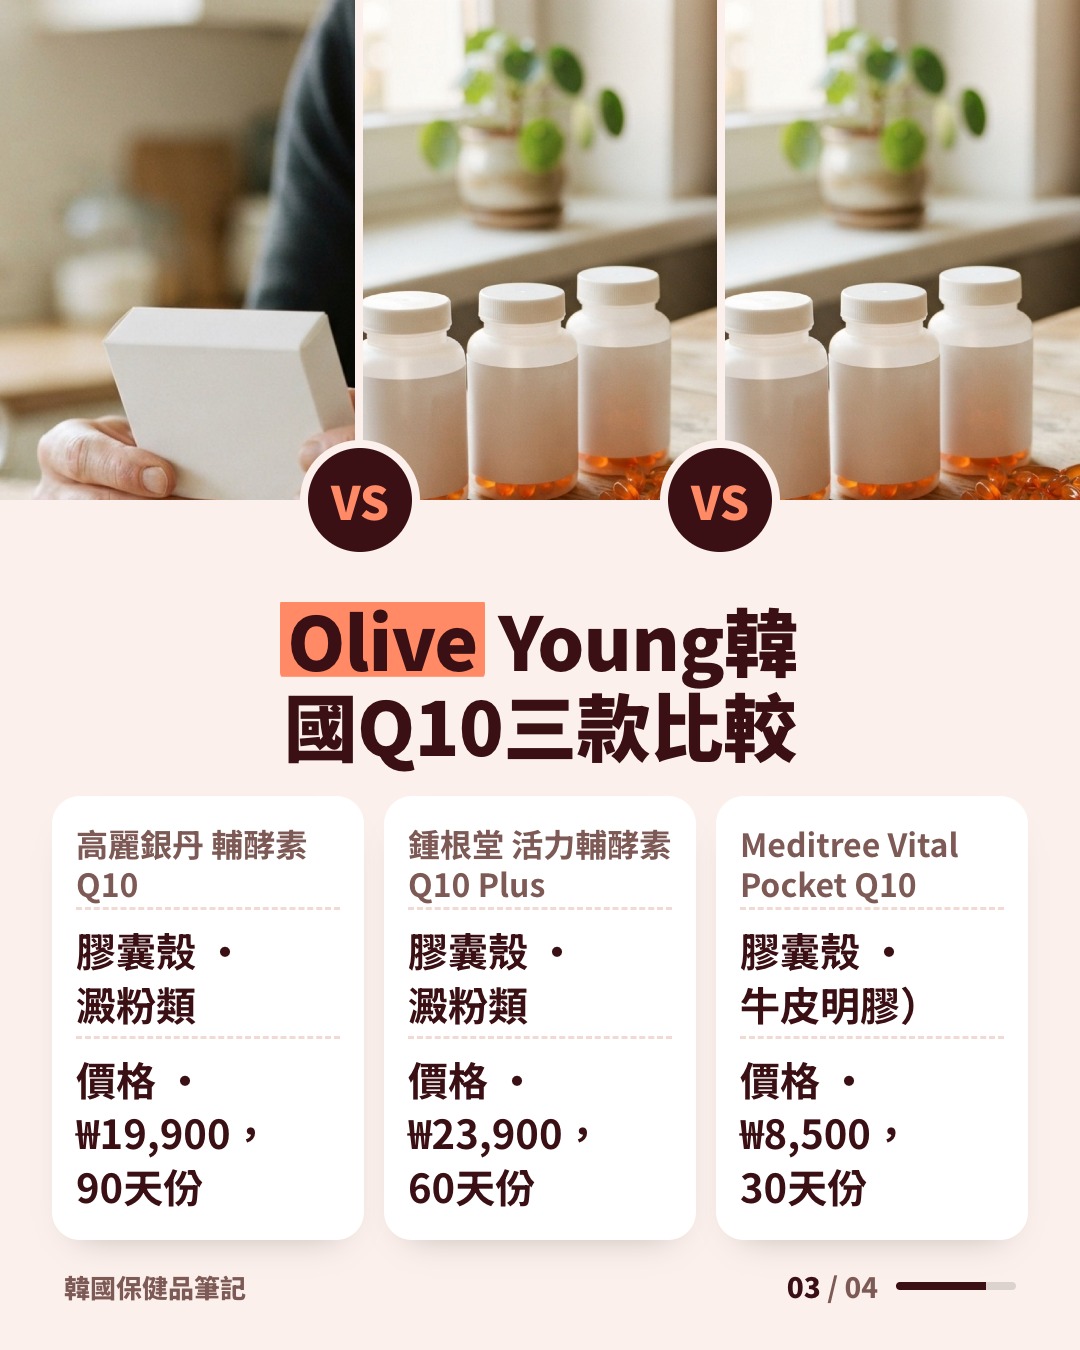 VS
VS
Olive Young韓
國Q10三款比較
高麗銀丹 輔酵素
Q10
膠囊殼 ・
澱粉類
價格 ・
₩19,900，
90天份
鍾根堂 活力輔酵素
Q10 Plus
膠囊殼 ・
澱粉類
價格 ・
₩23,900，
60天份
Meditree Vital
Pocket Q10
膠囊殼 ・
牛皮明膠）
價格 ・
₩8,500，
30天份
韓國保健品筆記
03 / 04